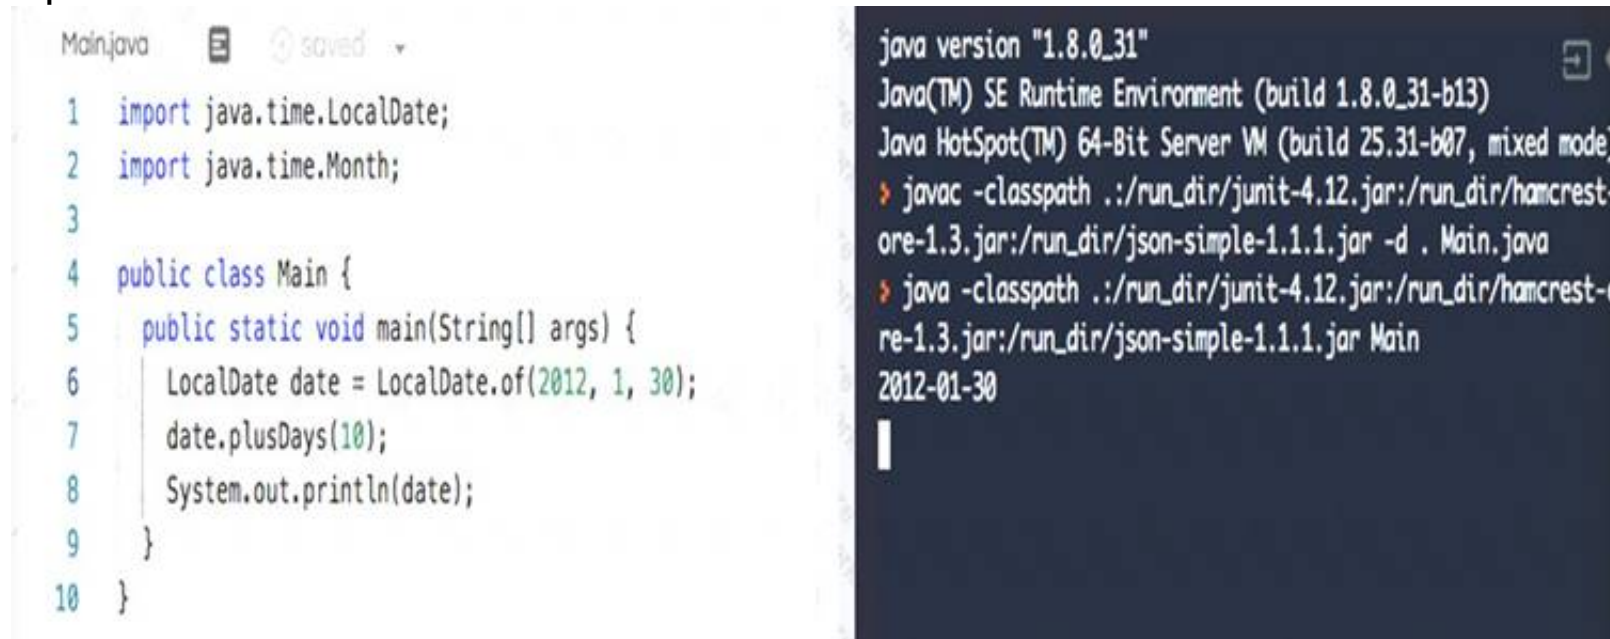 Main.java saved
1 import java.time.LocalDate;
2 import java.time.Month;
3
4 public class Main {
5 public static void main(String[] args) {
6 LocalDate date = LocalDate.of(2012, 1, 30);
7 date.plusDays(10);
8 System.out.println(date);
9 }
10 }
java version "1.8.0_31"
Java(TM) SE Runtime Environment (build 1.8.0_31-b13)
Java HotSpot(TM) 64-Bit Server VM (build 25.31-b07, mixed mode)
> javac -classpath .:/run_dir/junit-4.12.jar:/run_dir/hamcrest-
ore-1.3.jar:/run_dir/json-simple-1.1.1.jar -d . Main.java
> java -classpath .:/run_dir/junit-4.12.jar:/run_dir/hamcrest-
re-1.3.jar:/run_dir/json-simple-1.1.1.jar Main
2012-01-30